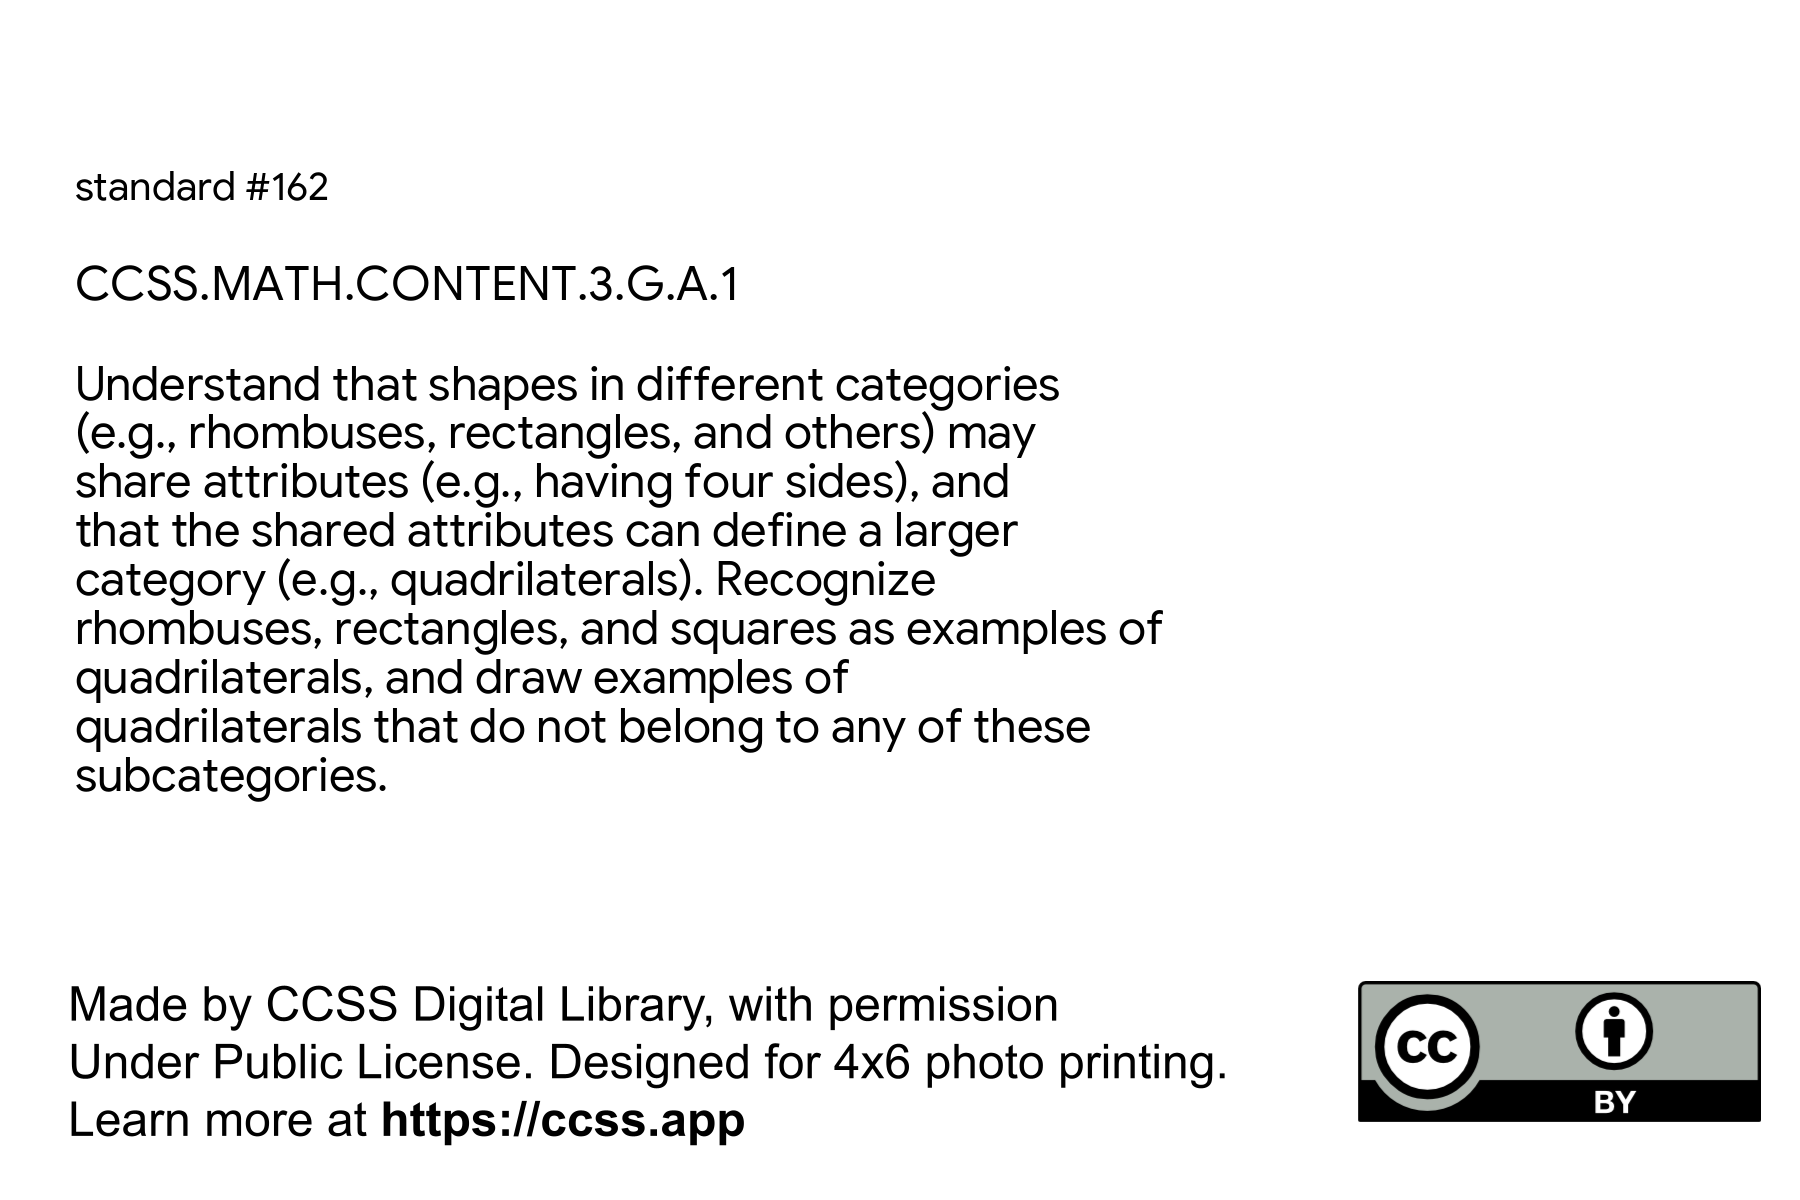 standard #162
CCSS.MATH.CONTENT.3.G.A.1
Understand that shapes in different categories
(e.g., rhombuses, rectangles, and others) may
share attributes (e.g., having four sides), and
that the shared attributes can define a larger
category (e.g., quadrilaterals). Recognize
rhombuses, rectangles, and squares as examples of
quadrilaterals, and draw examples of
quadrilaterals that do not belong to any of these
subcategories.
Made by CCSS Digital Library, with permission
Under Public License. Designed for 4x6 photo printing.
Learn more at https://ccss.app
CC
BY